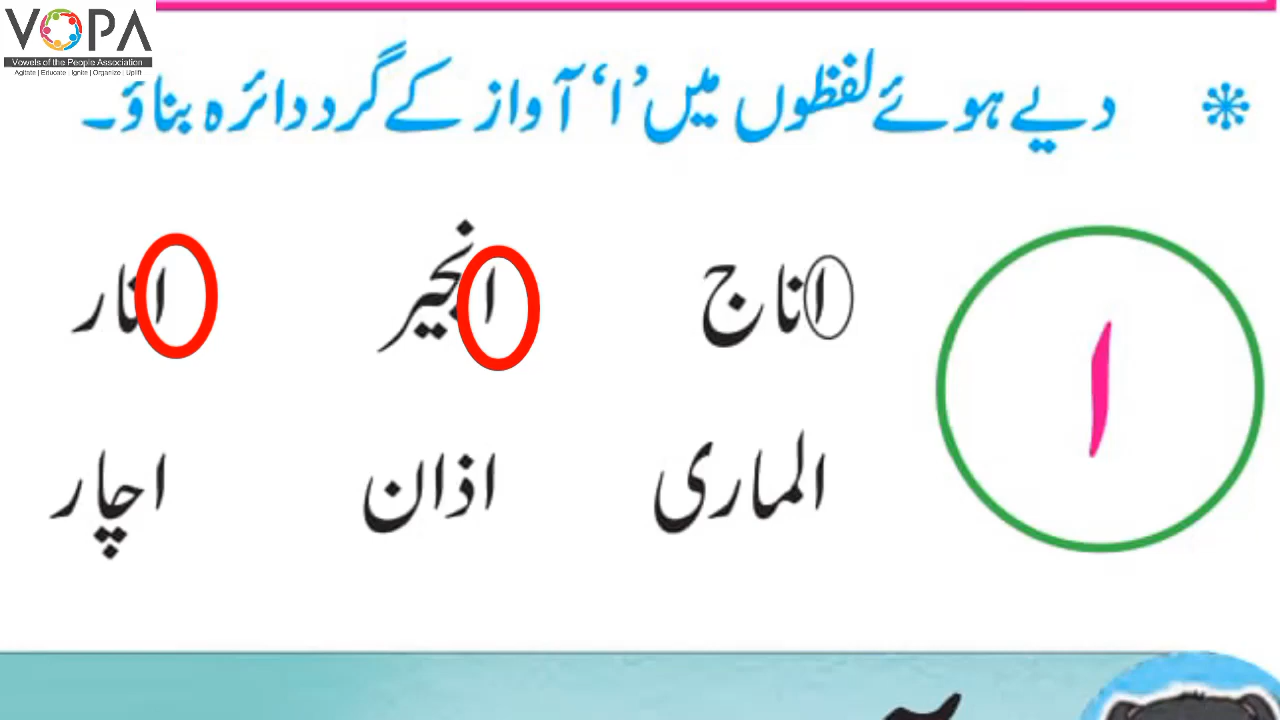 VOPA
Vowels of the People Association
Agitate | Educate | Ignite | Organize | Uplift
دیے ہوئے لفظوں میں ’ا‘ آواز کے گرد دائرہ بناؤ۔
ا
اناج انجیر انار
الماری اذان اچار